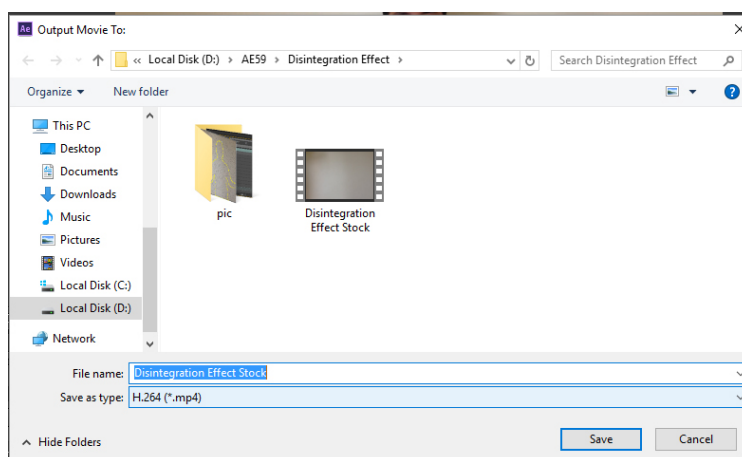 Ae Output Movie To:
« Local Disk (D:) > AE59 > Disintegration Effect >
Search Disintegration Effect
Organize
New folder
?
This PC
Desktop
Documents
Downloads
Music
Pictures
Videos
Local Disk (C:)
Local Disk (D:)
Network
pic
Disintegration
Effect Stock
File name: Disintegration Effect Stock
Save as type: H.264 (*.mp4)
Hide Folders
Save
Cancel